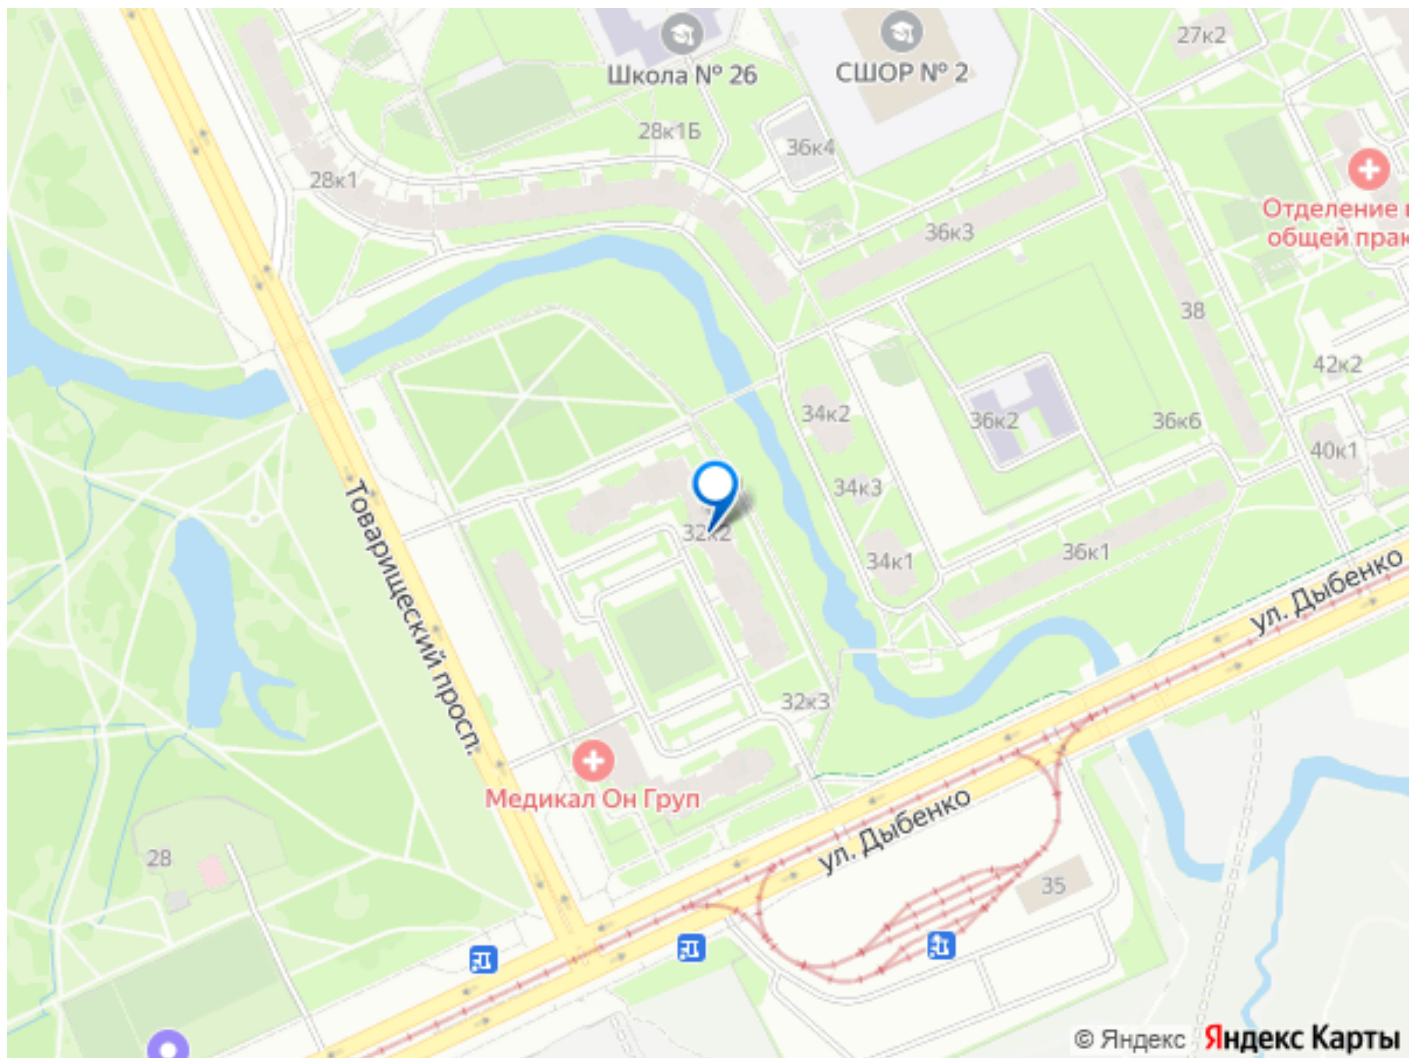 27к2
Школа № 26
СШОР № 2
28к1Б
36к4
28к1
Отделение в
общей прак
36к3
38
42к2
34к2
36к2
36к6
40к1
34к3
32к2
36к1
34к1
ул. Дыбенко
Товарищеский просп.
32к3
Медикал Он Груп
ул. Дыбенко
28
35
© Яндекс Яндекс Карты